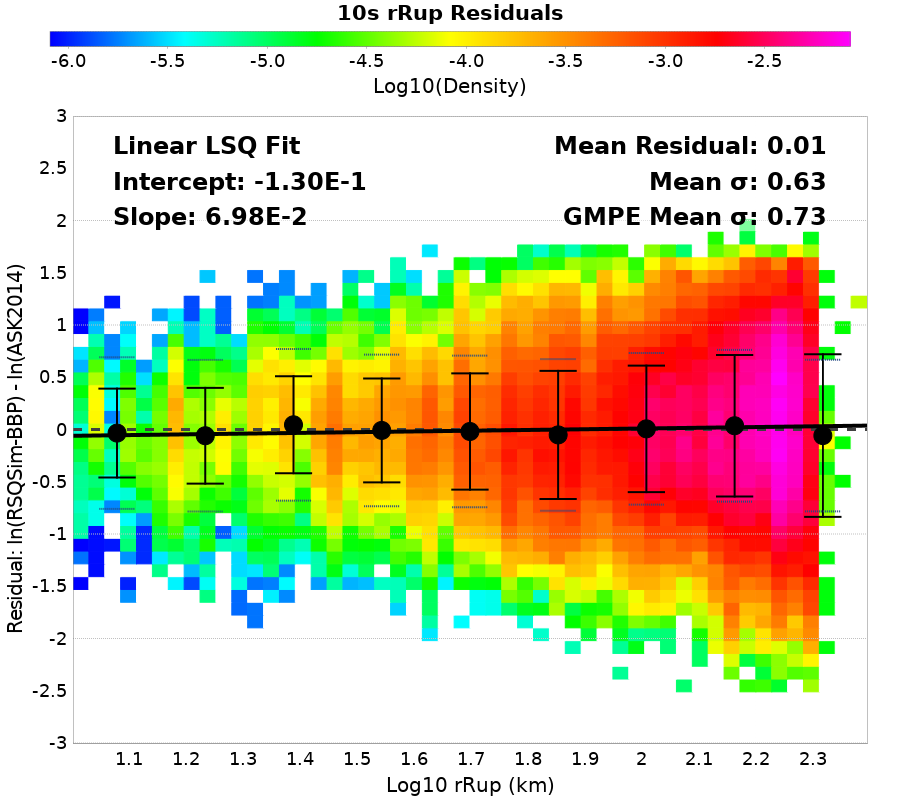 10s rRup Residuals
-6.0 -5.5 -5.0 -4.5 -4.0 -3.5 -3.0 -2.5
Log10(Density)
Linear LSQ Fit
Intercept: -1.30E-1
Slope: 6.98E-2
Mean Residual: 0.01
Mean σ: 0.63
GMPE Mean σ: 0.73
Residual: ln(RSQSim-BBP) - ln(ASK2014)
3
2.5
2
1.5
1
0.5
0
-0.5
-1
-1.5
-2
-2.5
-3
1.1 1.2 1.3 1.4 1.5 1.6 1.7 1.8 1.9 2 2.1 2.2 2.3
Log10 rRup (km)